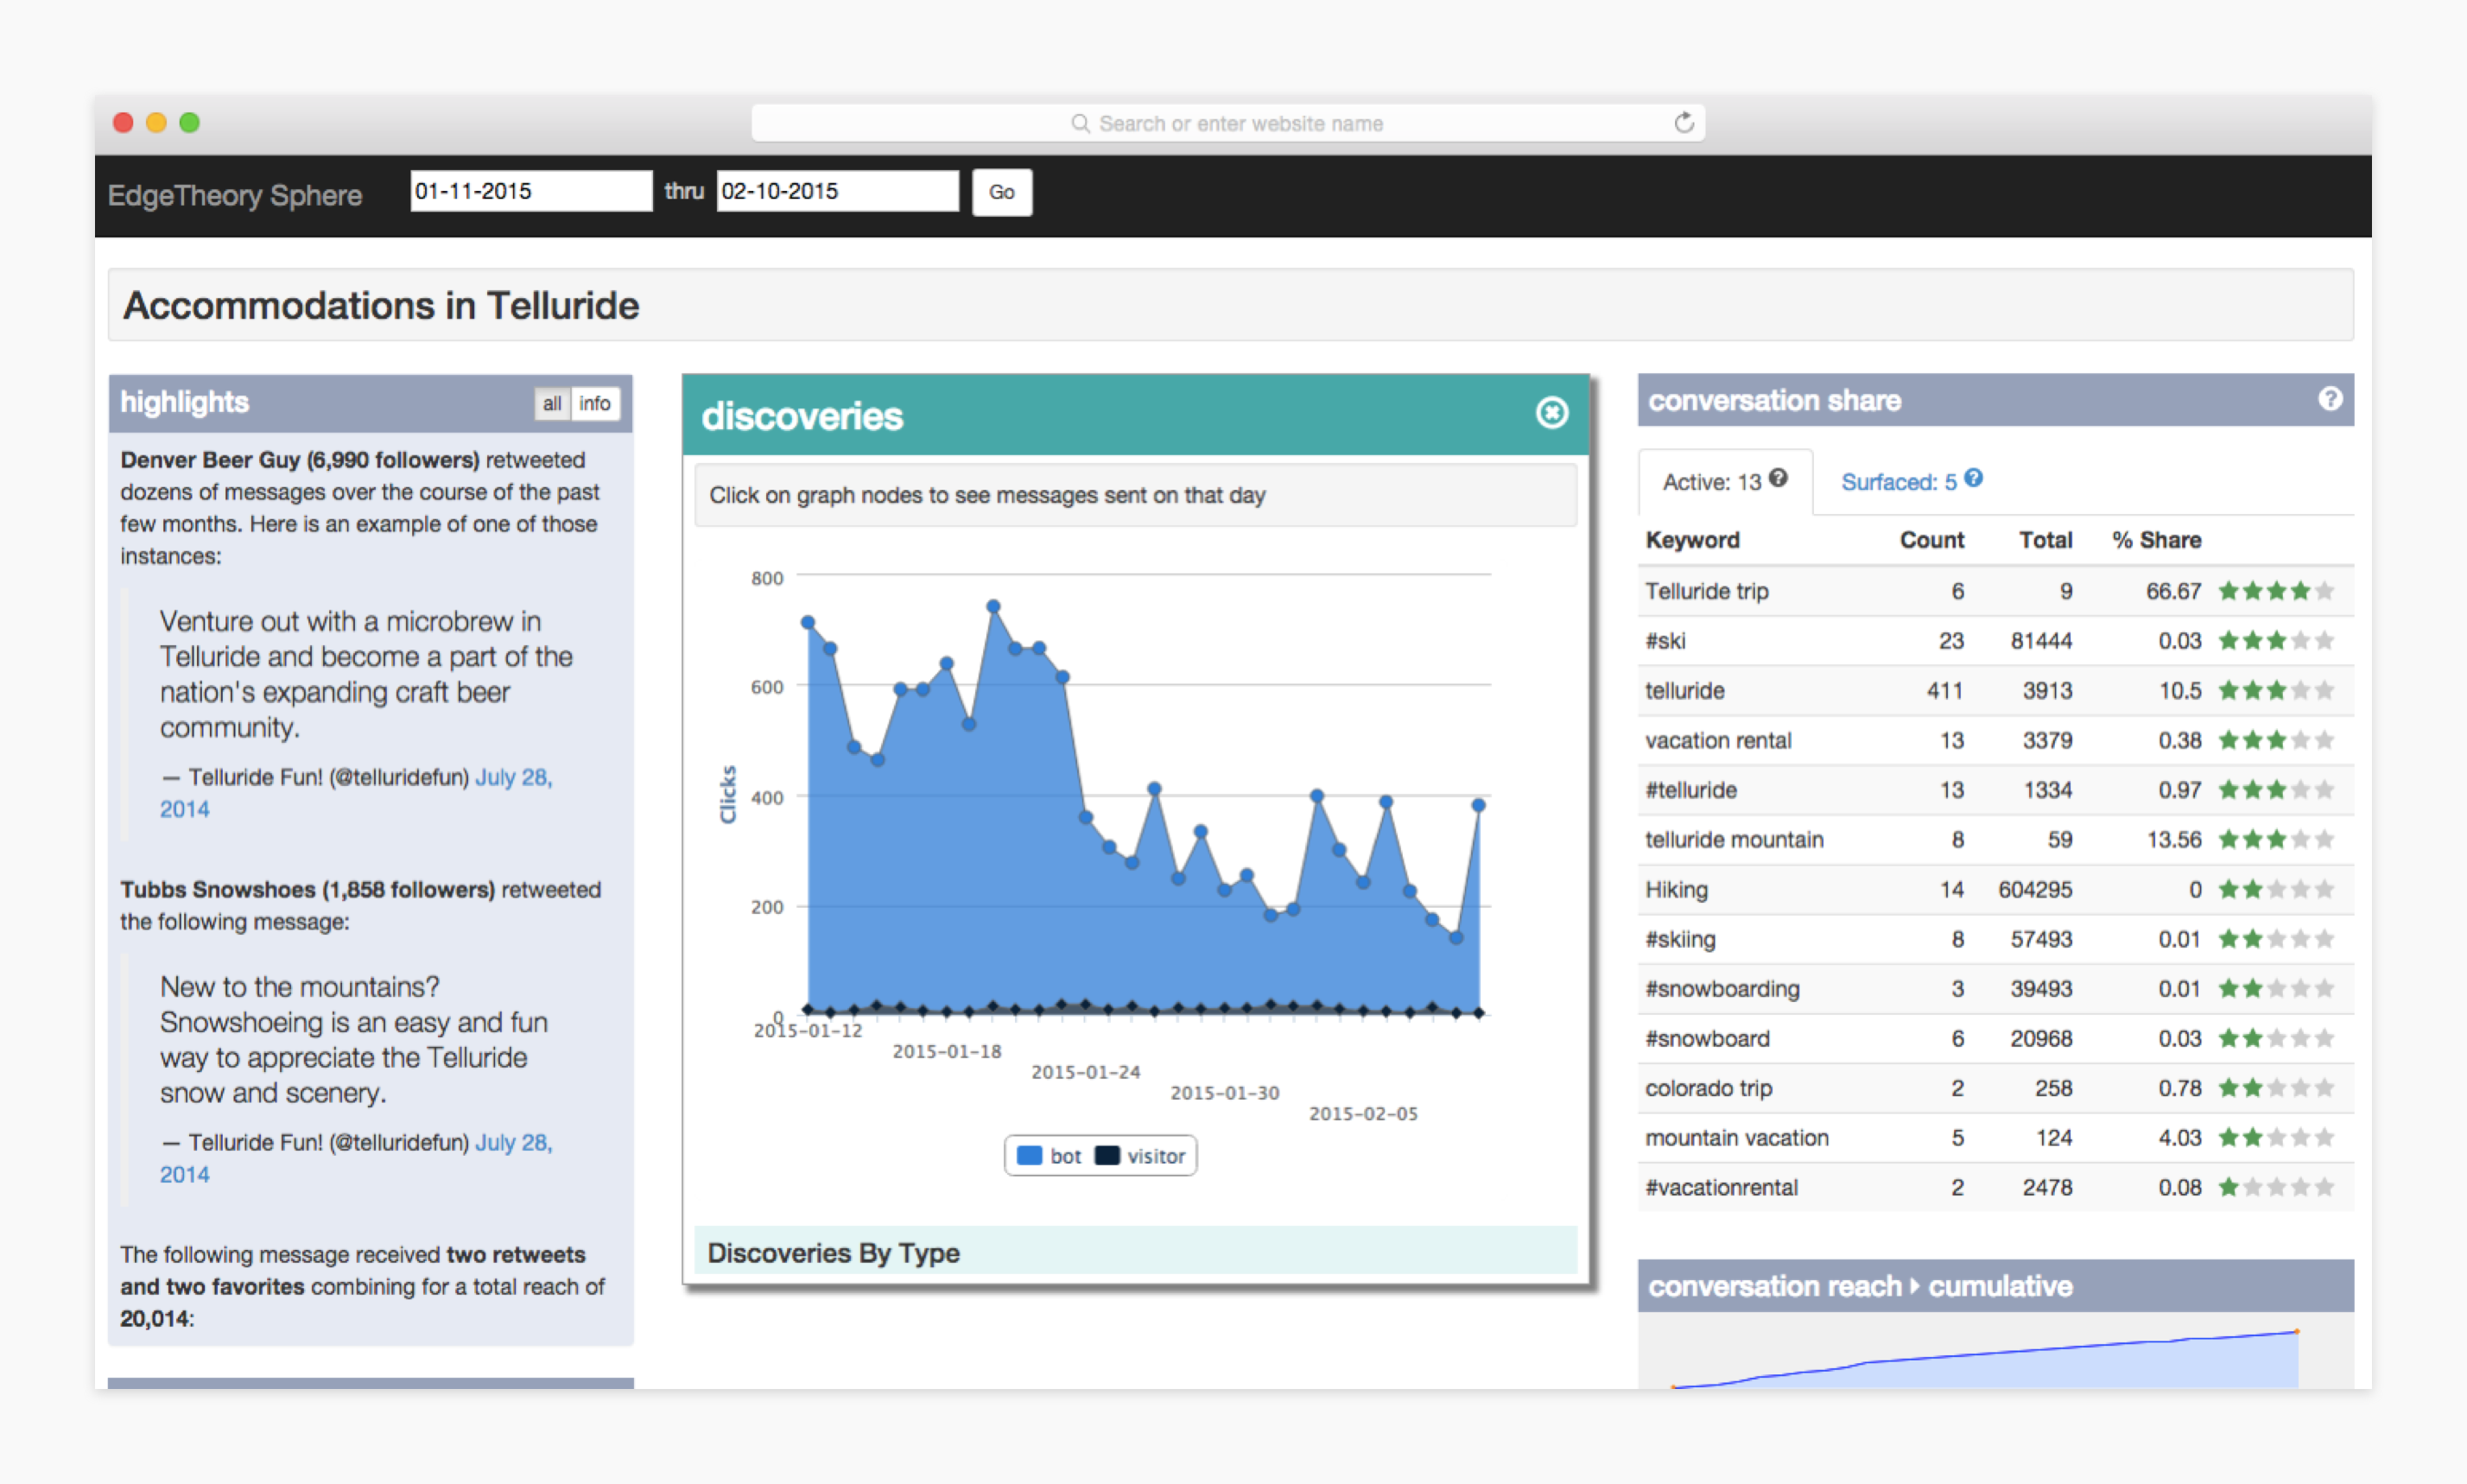 Search or enter website name
EdgeTheory Sphere
01-11-2015 thru 02-10-2015 Go
Accommodations in Telluride
highlights
all info
Denver Beer Guy (6,990 followers) retweeted
dozens of messages over the course of the past
few months. Here is an example of one of those
instances:
Venture out with a microbrew in
Telluride and become a part of the
nation's expanding craft beer
community.
— Telluride Fun! (@telluridefun) July 28,
2014
Tubbs Snowshoes (1,858 followers) retweeted
the following message:
New to the mountains?
Snowshoeing is an easy and fun
way to appreciate the Telluride
snow and scenery.
— Telluride Fun! (@telluridefun) July 28,
2014
The following message received two retweets
and two favorites combining for a total reach of
20,014:
discoveries
Click on graph nodes to see messages sent on that day
800
600
400
200
0
Clicks
2015-01-12
2015-01-18
2015-01-24
2015-01-30
2015-02-05
bot visitor
Discoveries By Type
conversation share ?
Active: 13 ? Surfaced: 5 ?
Keyword Count Total % Share
Telluride trip 6 9 66.67
#ski 23 81444 0.03
telluride 411 3913 10.5
vacation rental 13 3379 0.38
#telluride 13 1334 0.97
telluride mountain 8 59 13.56
Hiking 14 604295 0
#skiing 8 57493 0.01
#snowboarding 3 39493 0.01
#snowboard 6 20968 0.03
colorado trip 2 258 0.78
mountain vacation 5 124 4.03
#vacationrental 2 2478 0.08
conversation reach cumulative